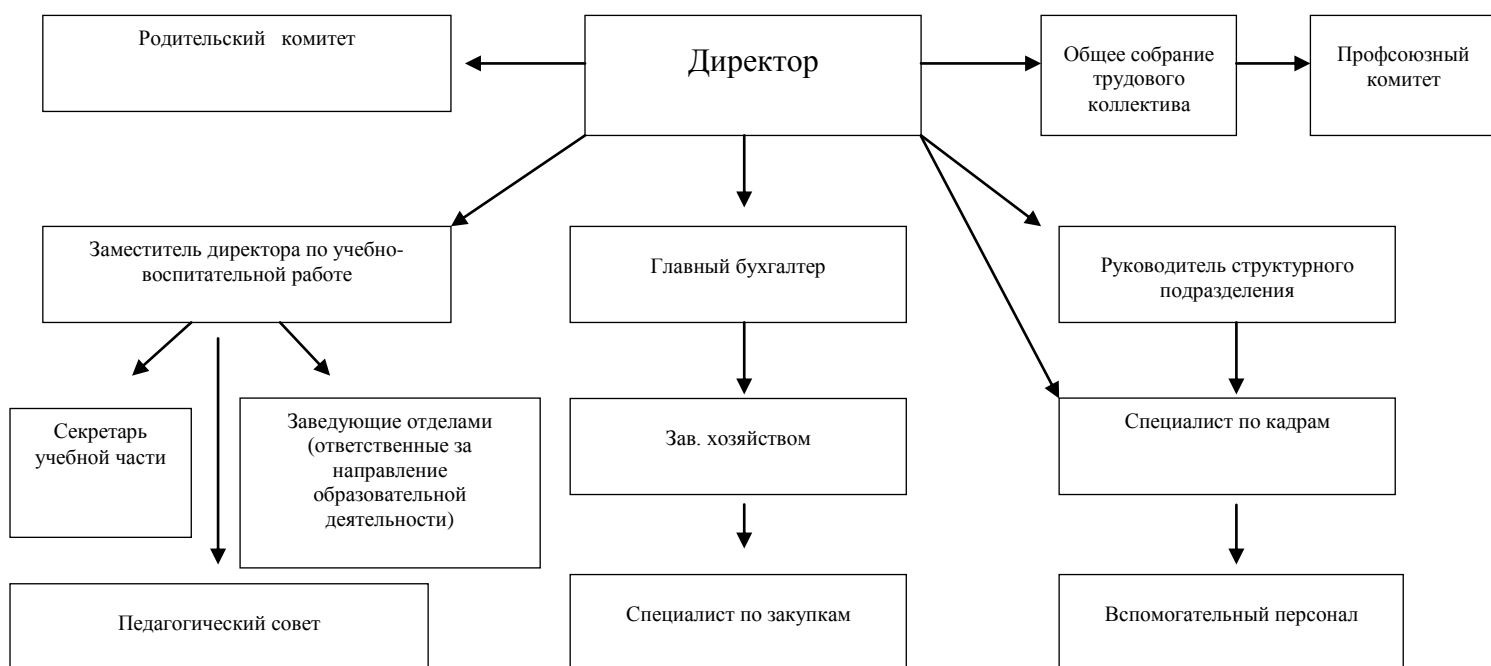 Родительский комитет
Директор
Общее собрание
трудового
коллектива
Профсоюзный
комитет
Заместитель директора по учебно-
воспитательной работе
Главный бухгалтер
Руководитель структурного
подразделения
Секретарь
учебной части
Заведующие отделами
(ответственные за
направление
образовательной
деятельности)
Зав. хозяйством
Специалист по кадрам
Педагогический совет
Специалист по закупкам
Вспомогательный персонал